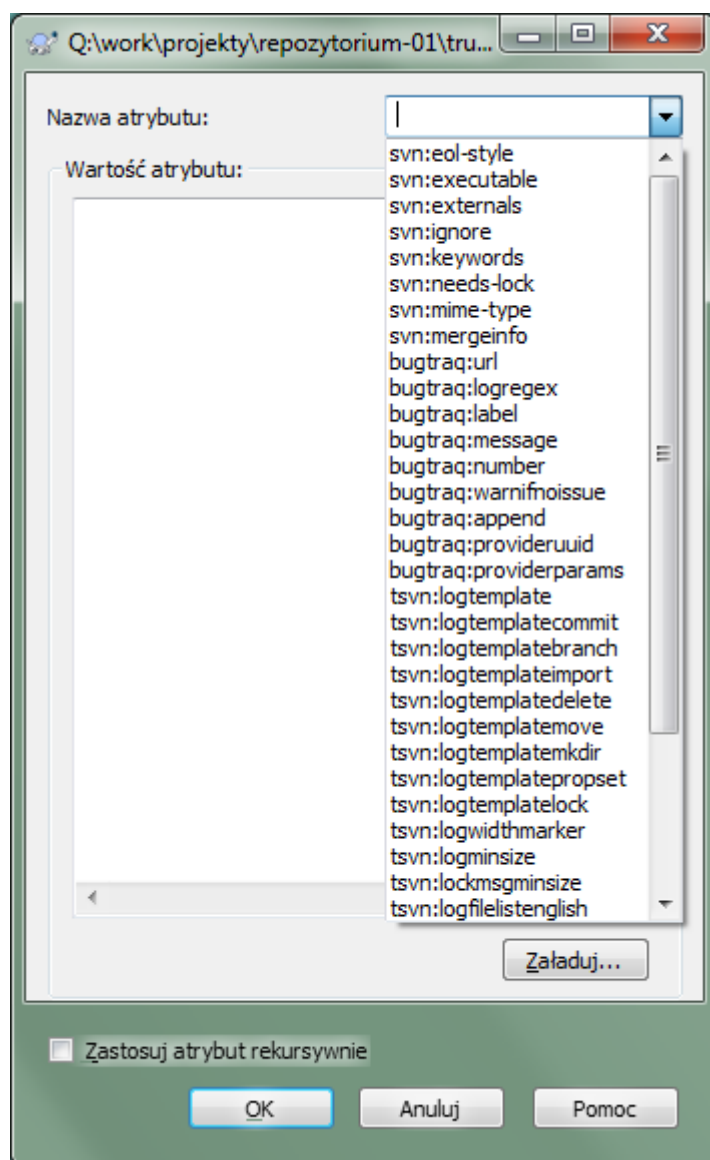 Q:\work\projekty\repozytorium-01\tru...
Nazwa atrybutu:
Wartość atrybutu:
svn:eol-style
svn:executable
svn:externals
svn:ignore
svn:keywords
svn:needs-lock
svn:mime-type
svn:mergeinfo
bugtraq:url
bugtraq:logregex
bugtraq:label
bugtraq:message
bugtraq:number
bugtraq:warnifnoissue
bugtraq:append
bugtraq:provideruuid
bugtraq:providerparams
tsvn:logtemplate
tsvn:logtemplatecommit
tsvn:logtemplatebranch
tsvn:logtemplateimport
tsvn:logtemplatedelete
tsvn:logtemplatemove
tsvn:logtemplatemkdir
tsvn:logtemplatepropset
tsvn:logtemplatelock
tsvn:logwidthmarker
tsvn:logminsize
tsvn:lockmsgminsize
tsvn:logfilelistenglish
Załaduj...
Zastosuj atrybut rekursywnie
OK Anuluj Pomoc